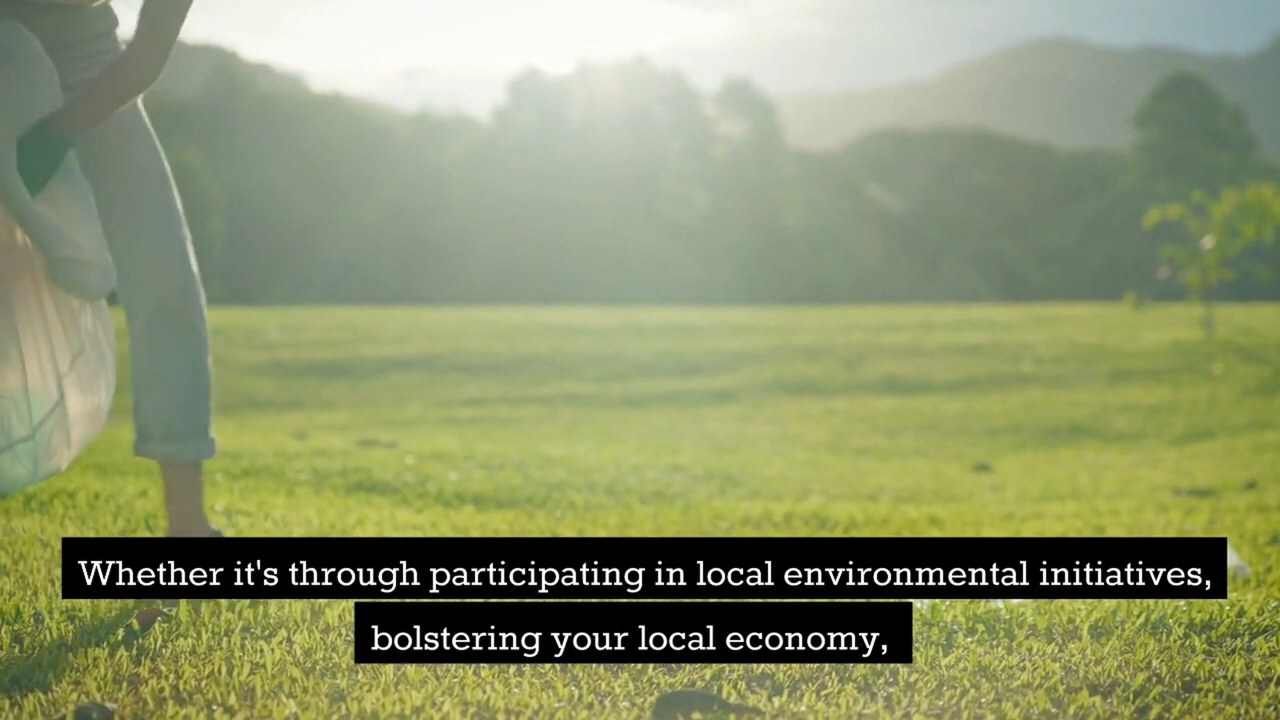 Whether it's through participating in local environmental initiatives,
bolstering your local economy,